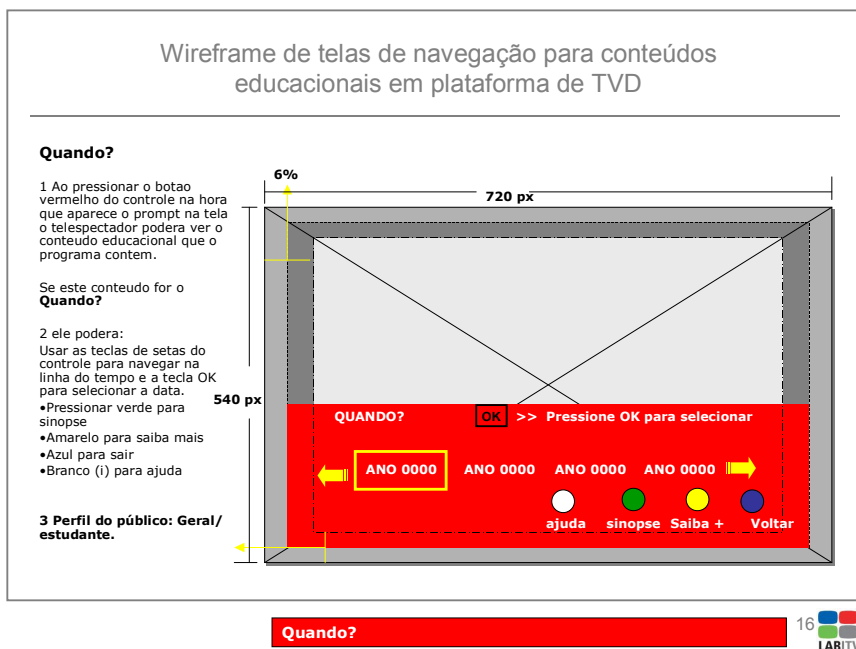 Wireframe de telas de navegação para conteúdos
educacionais em plataforma de TVD
Quando?
1 Ao pressionar o botao
vermelho do controle na hora
que aparece o prompt na tela
o telespectador podera ver o
conteudo educacional que o
programa contem.
Se este conteudo for o
Quando?
2 ele podera:
Usar as teclas de setas do
controle para navegar na
linha do tempo e a tecla OK
para selecionar a data.
•Pressionar verde para
sinopse
•Amarelo para saiba mais
•Azul para sair
•Branco (i) para ajuda
3 Perfil do público: Geral/
estudante.
6%
720 px
540 px
QUANDO? OK >> Pressione OK para selecionar
ANO 0000 ANO 0000 ANO 0000 ANO 0000
ajuda sinopse Saiba + Voltar
Quando?
16
LABITV